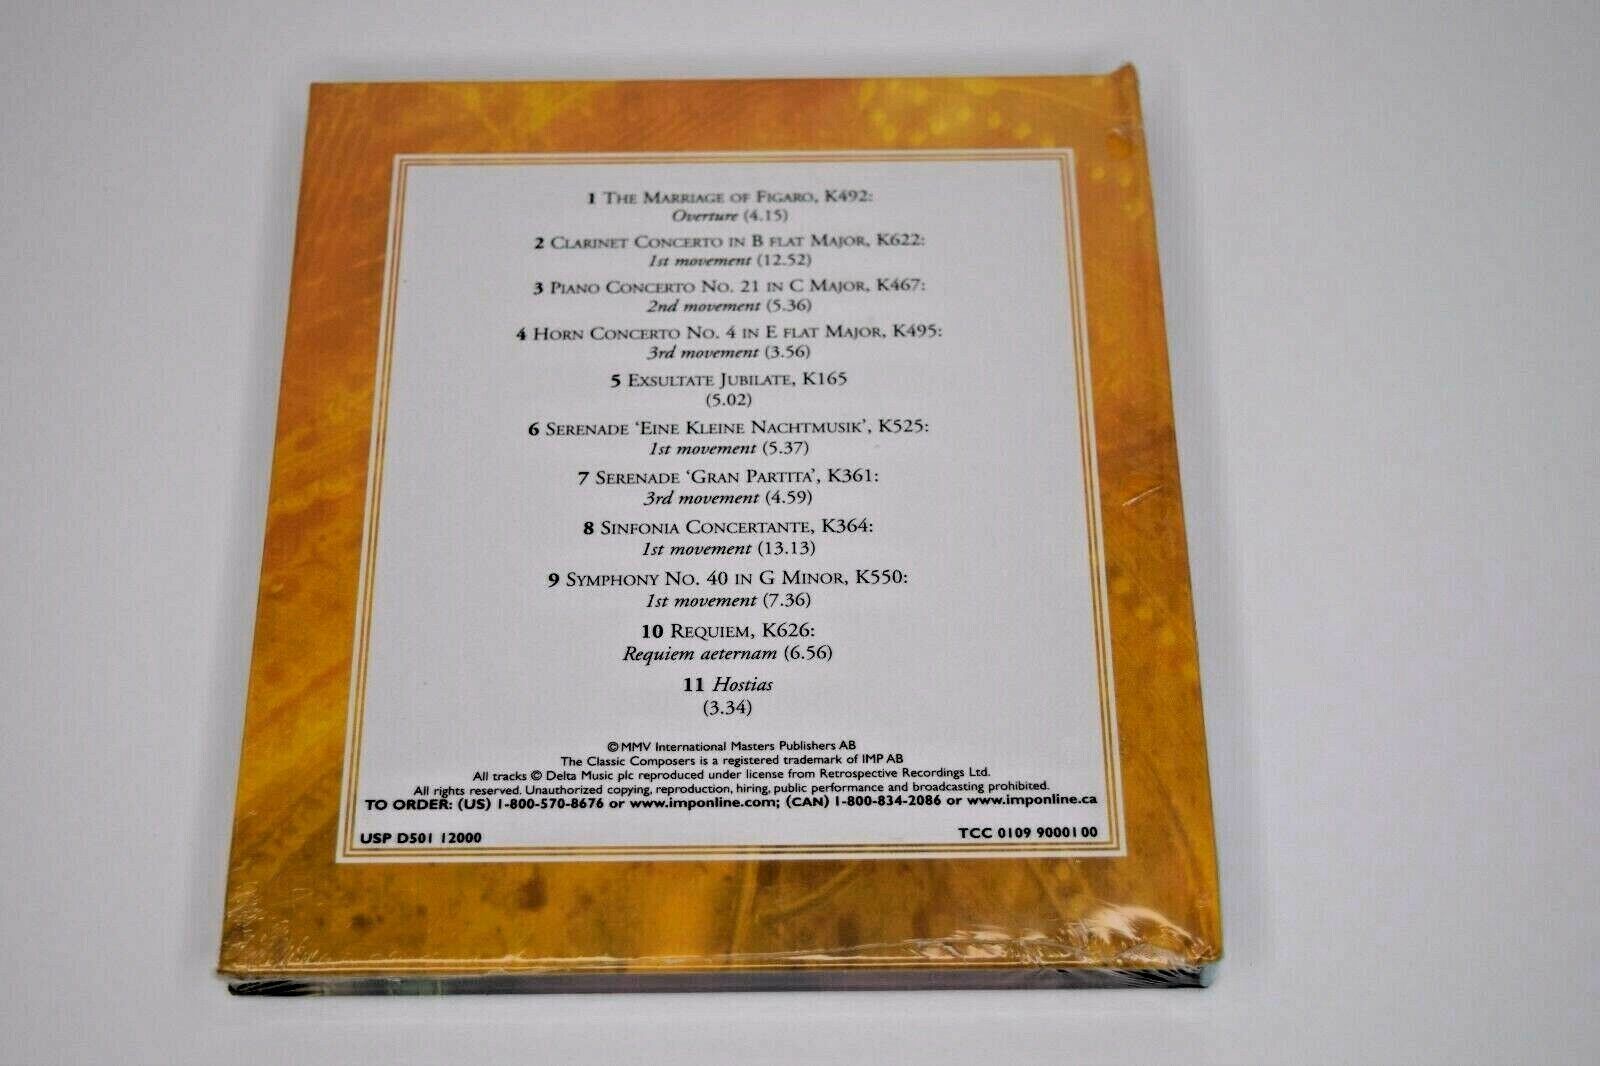 1 The Marriage of Figaro, K492:
Overture (4.15)
2 Clarinet Concerto in B flat Major, K622:
1st movement (12.52)
3 Piano Concerto No. 21 in C Major, K467:
2nd movement (5.36)
4 Horn Concerto No. 4 in E flat Major, K495:
3rd movement (3.56)
5 Exsultate Jubilate, K165
(5.02)
6 Serenade ‘Eine Kleine Nachtmusik’, K525:
1st movement (5.37)
7 Serenade ‘Gran Partita’, K361:
3rd movement (4.59)
8 Sinfonia Concertante, K364:
1st movement (13.13)
9 Symphony No. 40 in G Minor, K550:
1st movement (7.36)
10 Requiem, K626:
Requiem aeternam (6.56)
11 Hostias
(3.34)
© MMV International Masters Publishers AB
The Classic Composers is a registered trademark of IMP AB
All tracks © Delta Music plc reproduced under license from Retrospective Recordings Ltd.
All rights reserved. Unauthorized copying, reproduction, hiring, public performance and broadcasting prohibited.
TO ORDER: (US) 1-800-570-8676 or www.imponline.com; (CAN) 1-800-834-2086 or www.imponline.ca
USP D501 12000
TCC 0109 9000100